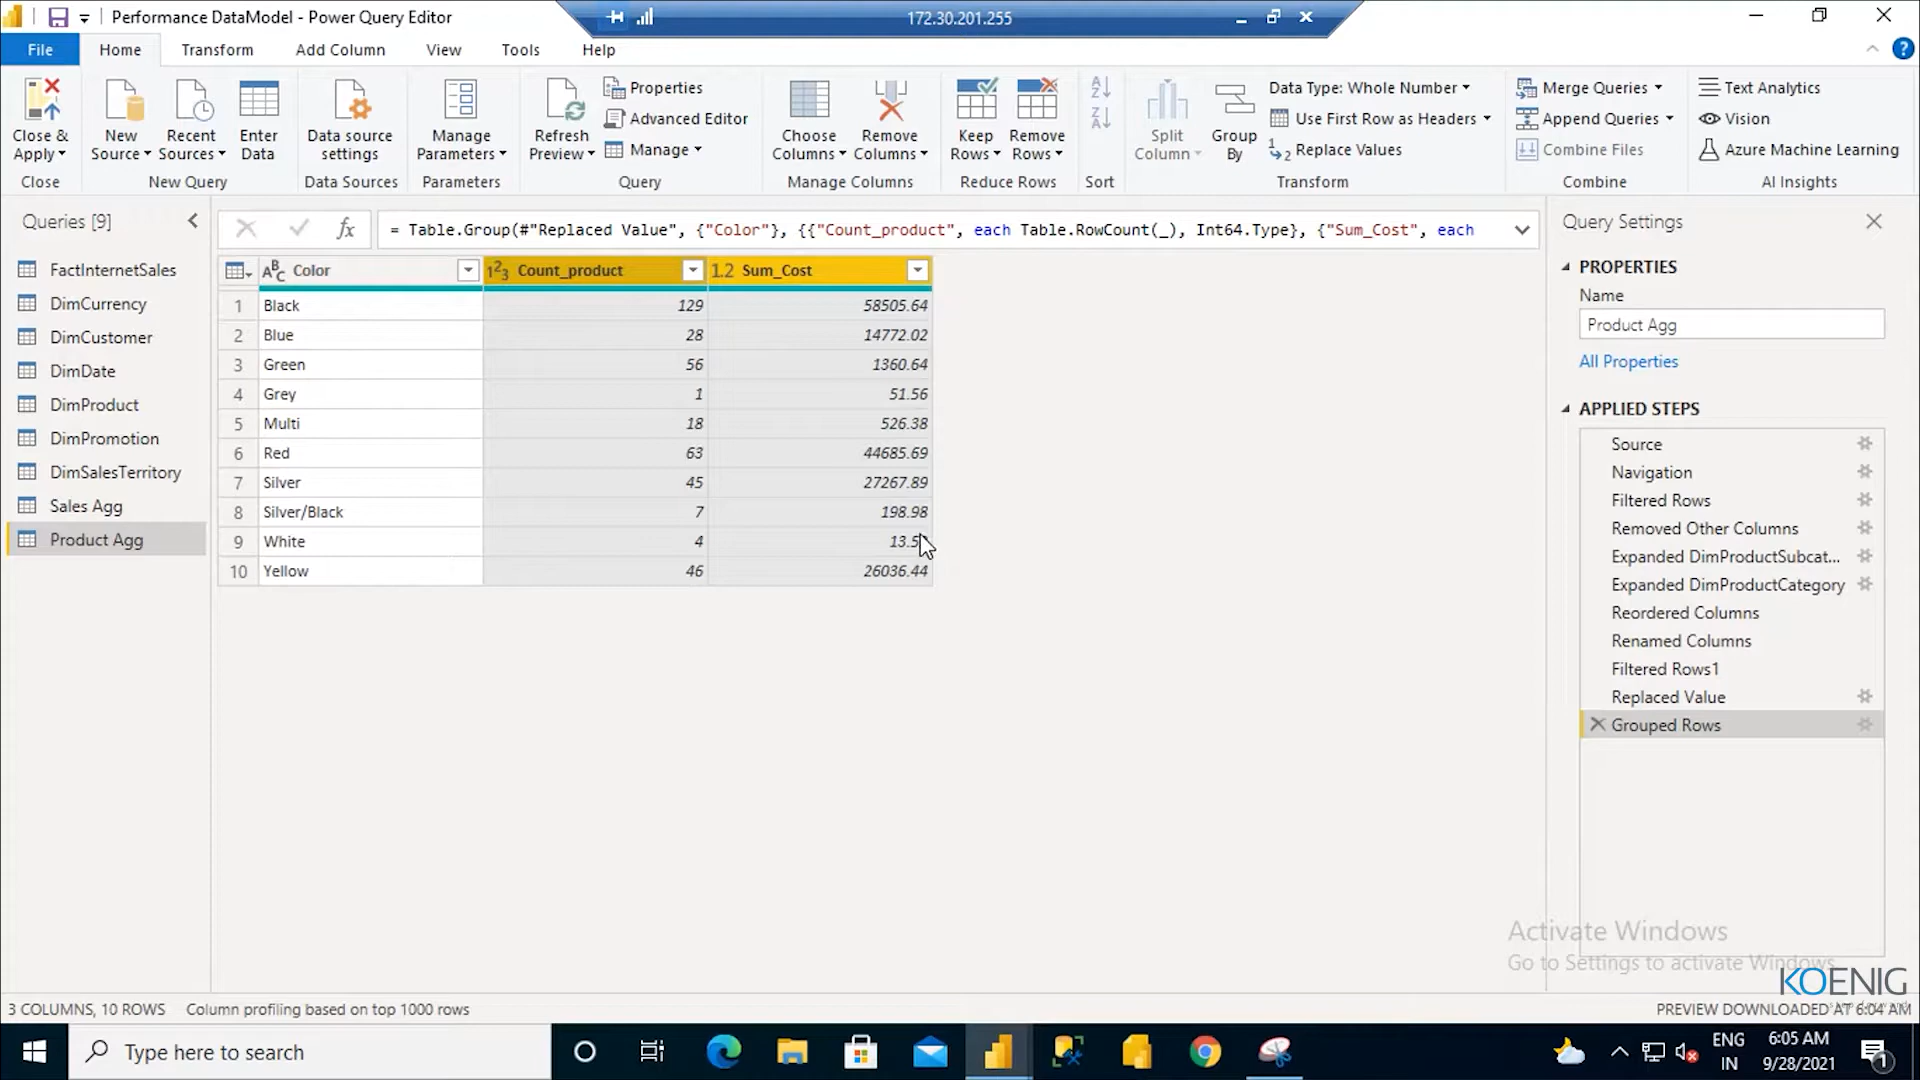 Performance DataModel - Power Query Editor
172.30.201.255
File Home Transform Add Column View Tools Help
Close & Apply
Close
New Source
Recent Sources
Enter Data
New Query
Data source settings
Data Sources
Manage Parameters
Parameters
Refresh Preview
Properties
Advanced Editor
Manage
Query
Choose Columns
Remove Columns
Manage Columns
Keep Rows
Remove Rows
Reduce Rows
Sort
Split Column
Group By
Data Type: Whole Number
Use First Row as Headers
Replace Values
Transform
Merge Queries
Append Queries
Combine Files
Combine
Text Analytics
Vision
Azure Machine Learning
AI Insights
Queries [9]
FactInternetSales
DimCurrency
DimCustomer
DimDate
DimProduct
DimPromotion
DimSalesTerritory
Sales Agg
Product Agg
fx = Table.Group(#"Replaced Value", {"Color"}, {{"Count_product", each Table.RowCount(_), Int64.Type}, {"Sum_Cost", each
ABC Color 123 Count_product 1.2 Sum_Cost
1 Black 129 58505.64
2 Blue 28 14772.02
3 Green 56 1360.64
4 Grey 1 51.56
5 Multi 18 526.38
6 Red 63 44685.69
7 Silver 45 27267.89
8 Silver/Black 7 198.98
9 White 4
10 Yellow 46 26036.44
Query Settings
PROPERTIES
Name
Product Agg
All Properties
APPLIED STEPS
Source
Navigation
Filtered Rows
Removed Other Columns
Expanded DimProductSubcat...
Expanded DimProductCategory
Reordered Columns
Renamed Columns
Filtered Rows1
Replaced Value
Grouped Rows
Activate Windows
Go to Settings to activate Windows.
KOENIG
3 COLUMNS, 10 ROWS Column profiling based on top 1000 rows
PREVIEW DOWNLOADED AT 6:04 AM
Type here to search
ENG
IN
6:05 AM
9/28/2021
1